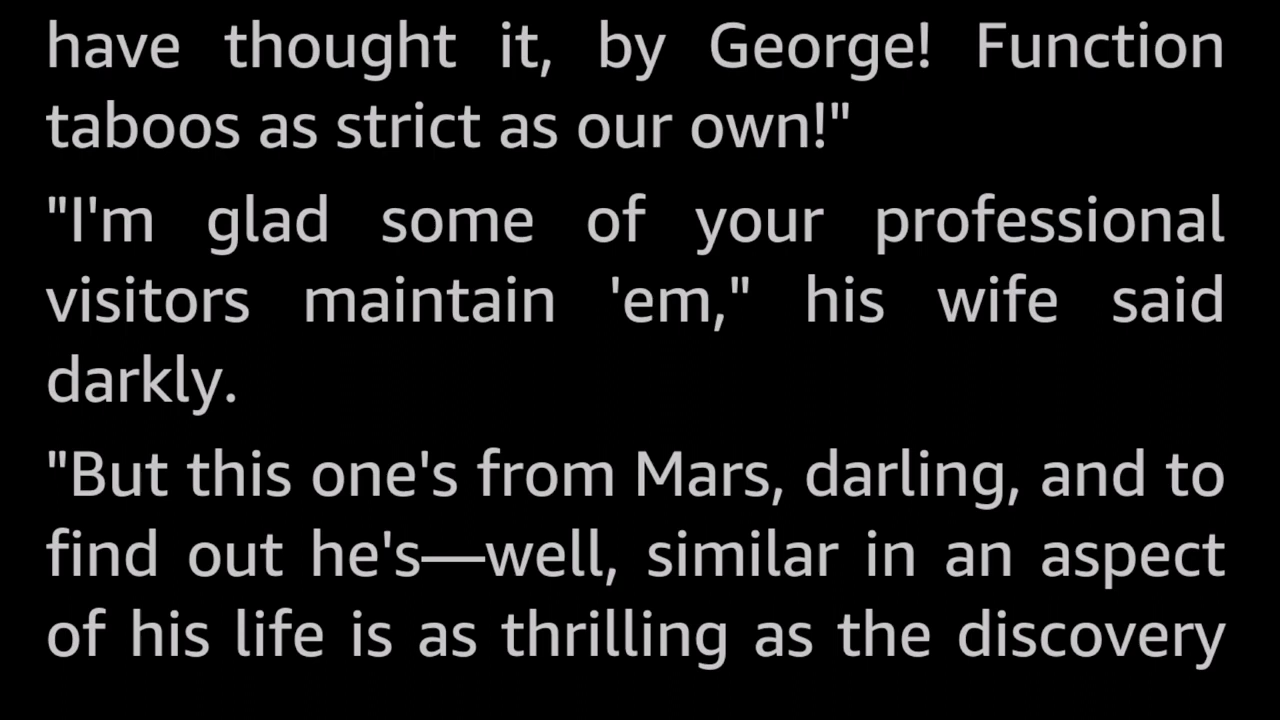 have thought it, by George! Function
taboos as strict as our own!"
"I'm glad some of your professional
visitors maintain 'em," his wife said
darkly.
"But this one's from Mars, darling, and to
find out he's—well, similar in an aspect
of his life is as thrilling as the discovery